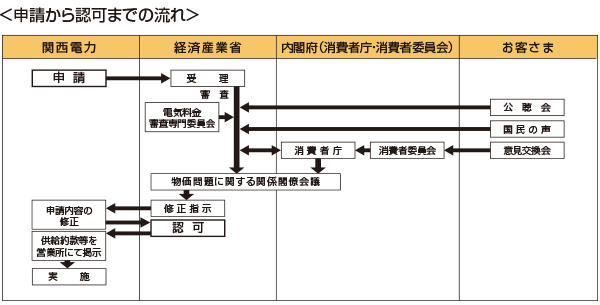 ＜申請から認可までの流れ＞
関西電力
経済産業省
内閣府(消費者庁・消費者委員会)
お客さま
申請
受理
審査
電気料金
審査専門委員会
公聴会
国民の声
消費者庁
消費者委員会
意見交換会
物価問題に関する関係閣僚会議
申請内容の
修正
修正指示
認可
供給約款等を
営業所にて掲示
実施